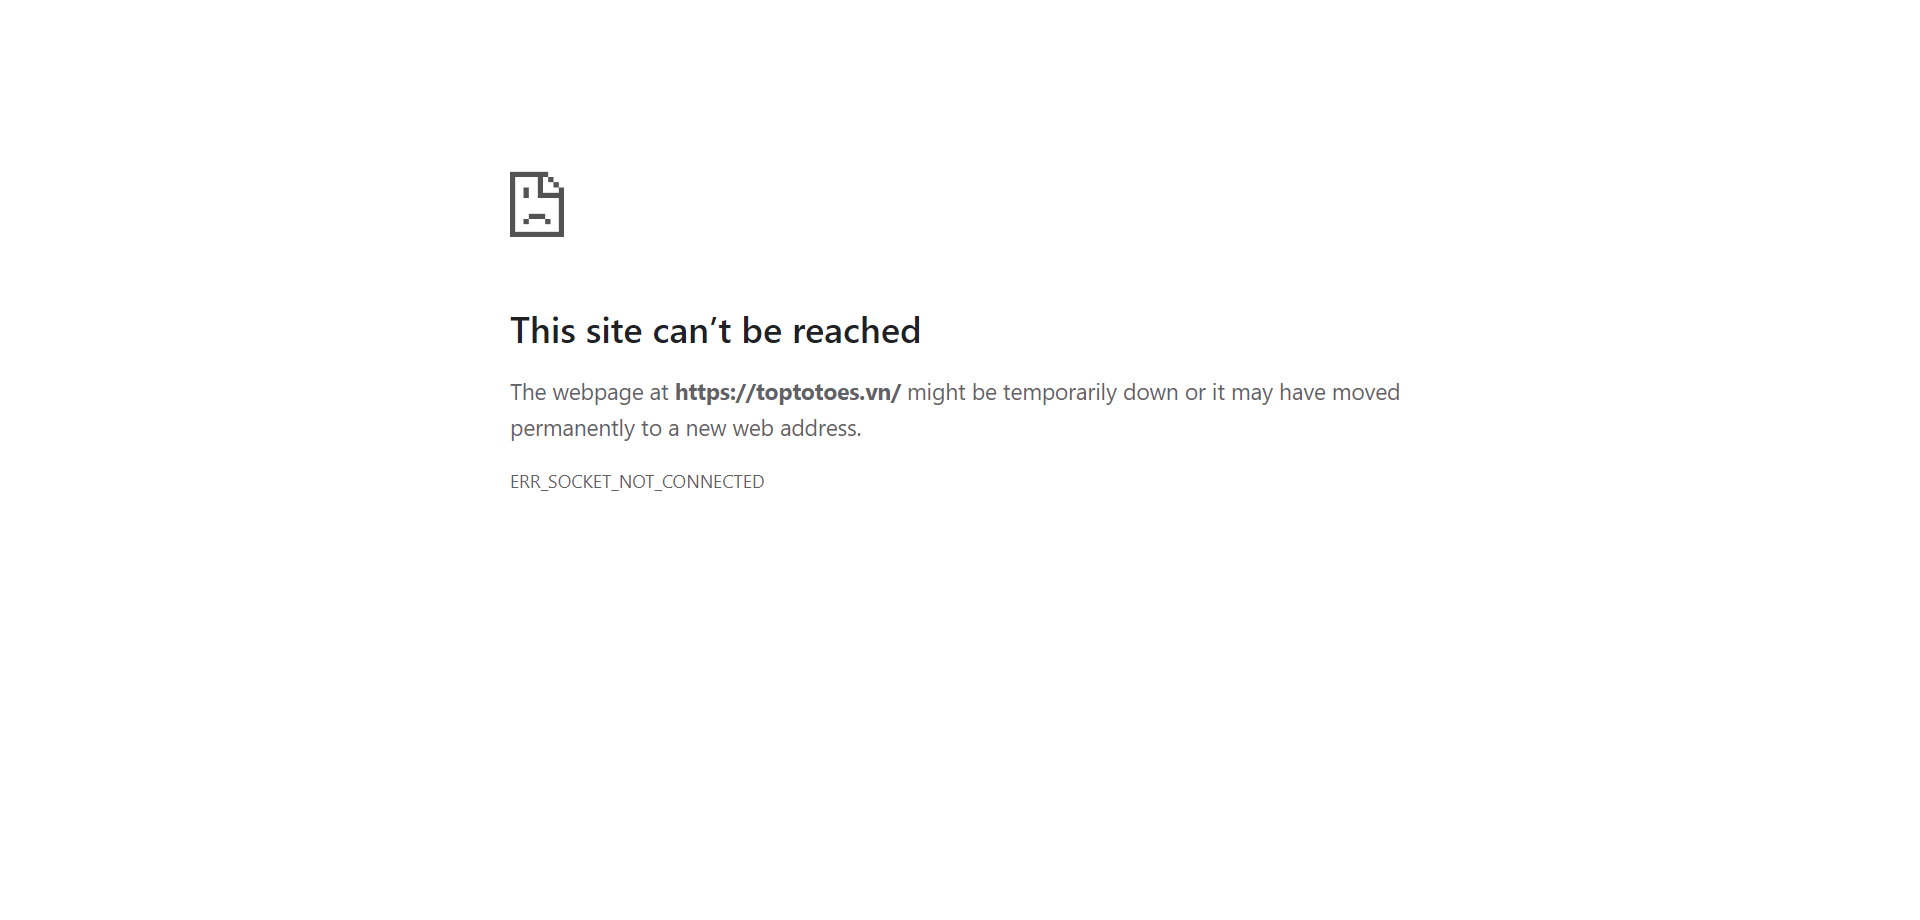 This site can’t be reached
The webpage at https://toptotoes.vn/ might be temporarily down or it may have moved
permanently to a new web address.
ERR_SOCKET_NOT_CONNECTED